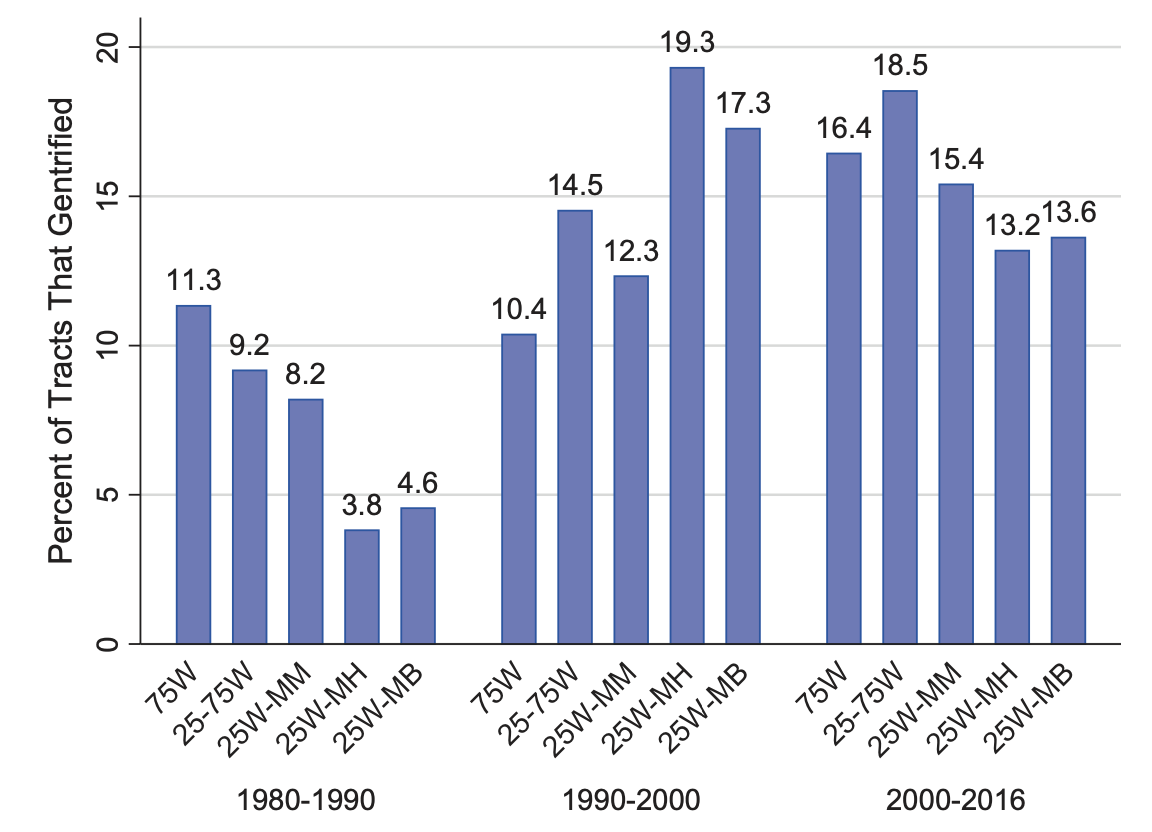 Percent of Tracts That Gentrified
20
15
10
5
0
11.3
9.2
8.2
3.8
4.6
10.4
14.5
12.3
19.3
17.3
16.4
18.5
15.4
13.2
13.6
75W
25-75W
25W-MM
25W-MH
25W-MB
75W
25-75W
25W-MM
25W-MH
25W-MB
75W
25-75W
25W-MM
25W-MH
25W-MB
1980-1990
1990-2000
2000-2016